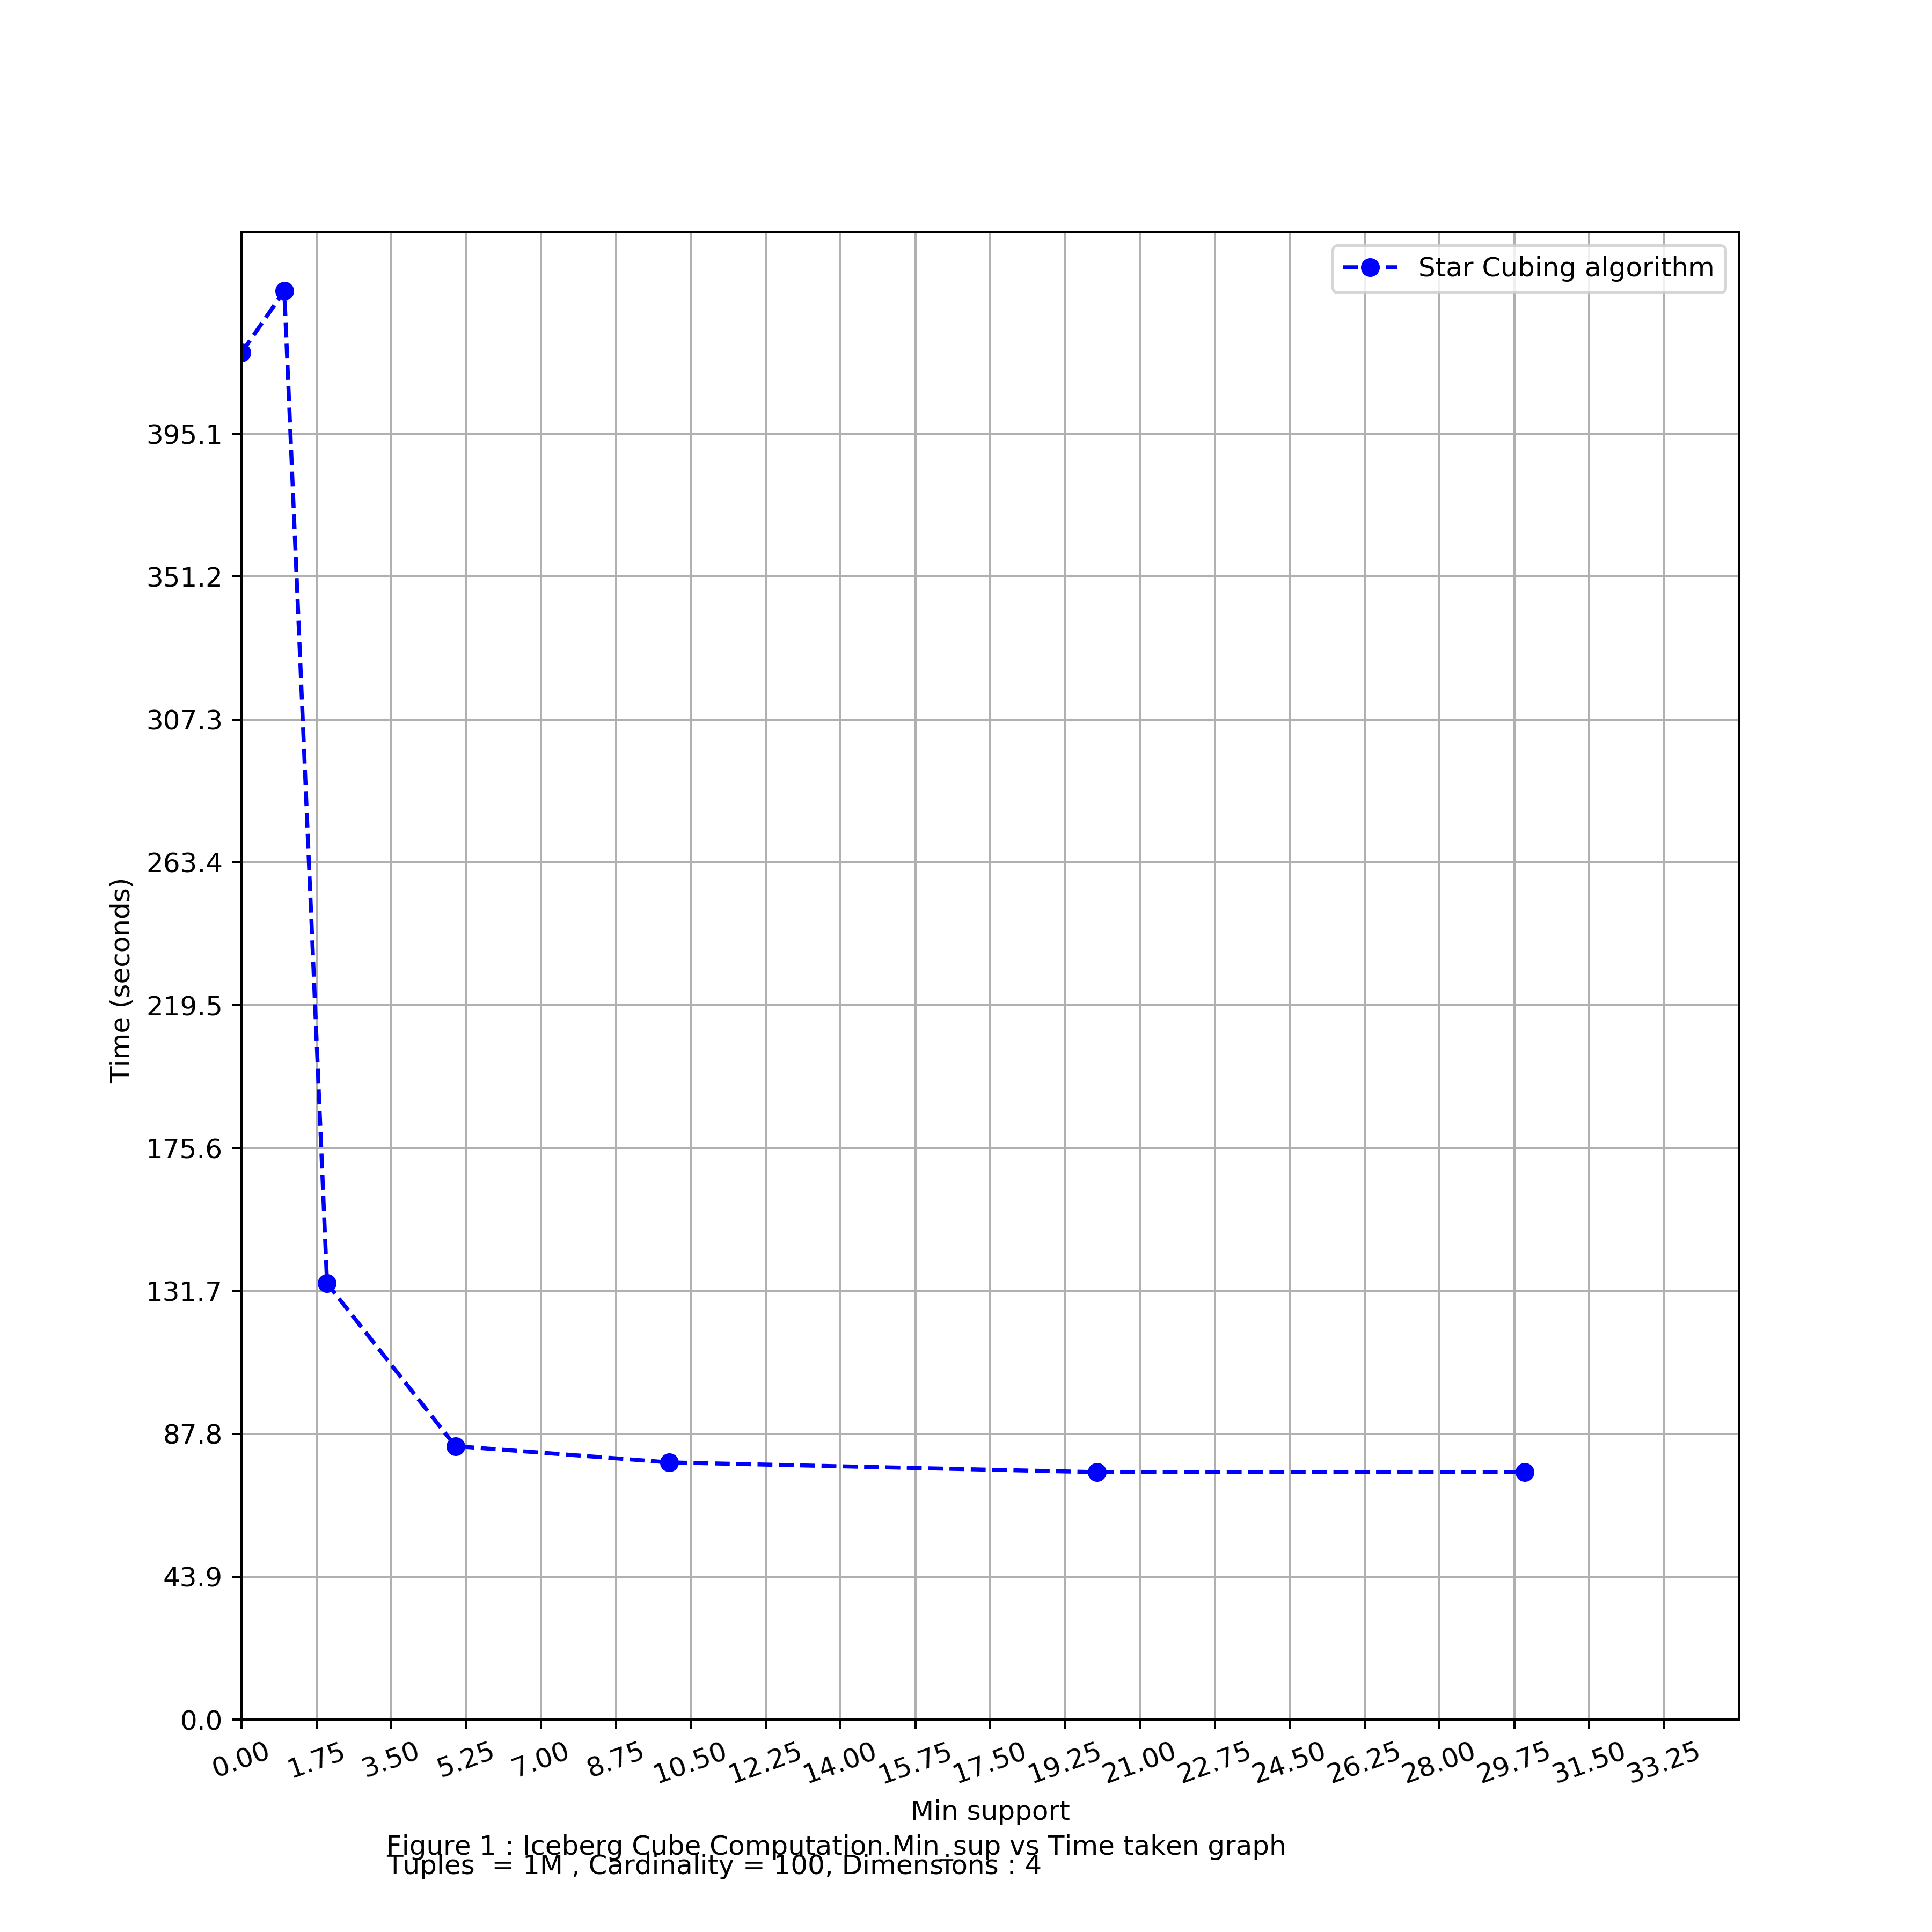 Star Cubing algorithm
395.1
351.2
307.3
263.4
219.5
175.6
131.7
87.8
43.9
0.0
Time (seconds)
0.00 1.75 3.50 5.25 7.00 8.75 10.50 12.25 14.00 15.75 17.50 19.25 21.00 22.75 24.50 26.25 28.00 29.75 31.50 33.25
Min support
Figure 1 : Iceberg Cube Computation.Min_sup vs Time taken graph
Tuples  = 1M , Cardinality = 100, Dimensions : 4